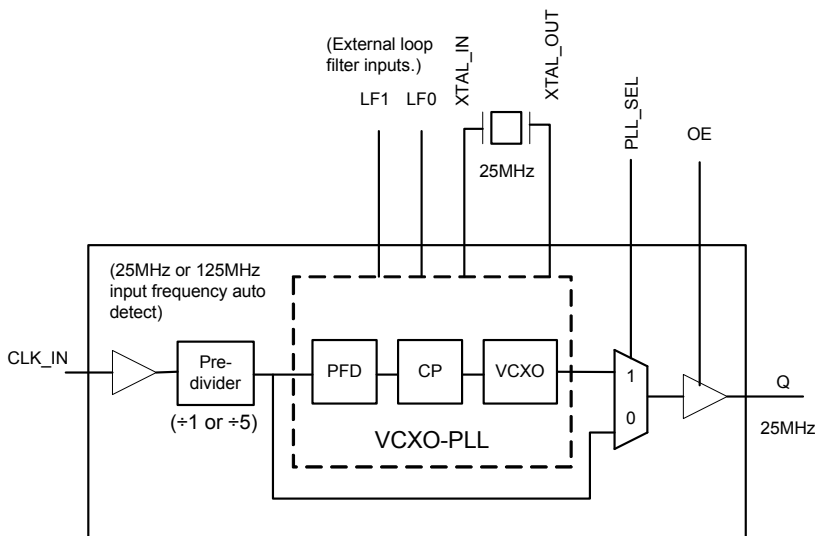 (External loop
filter inputs.)
LF1 LF0
XTAL_IN
XTAL_OUT
25MHz
PLL_SEL
OE
(25MHz or 125MHz
input frequency auto
detect)
CLK_IN
Pre-
divider
(÷1 or ÷5)
PFD
CP
VCXO
VCXO-PLL
1
0
Q
25MHz